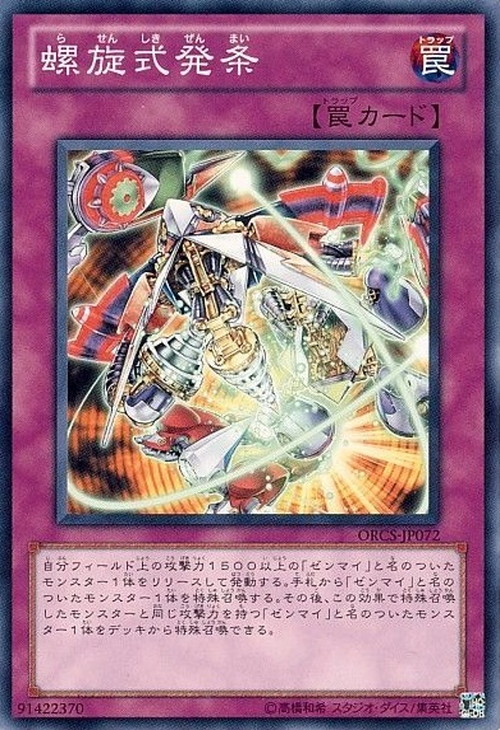 らせんしきぜんまい
螺旋式発条
トラップ
罠
トラップ
【罠カード】
ORCS-JP072
自分フィールド上の攻撃力1500以上の「ゼンマイ」と名のついた
モンスター1体をリリースして発動する。手札から「ゼンマイ」と名の
ついたモンスター1体を特殊召喚する。その後、この効果で特殊召喚
したモンスターと同じ攻撃力を持つ「ゼンマイ」と名のついたモンス
ター1体をデッキから特殊召喚できる。
91422370
©高橋和希 スタジオ・ダイス/集英社